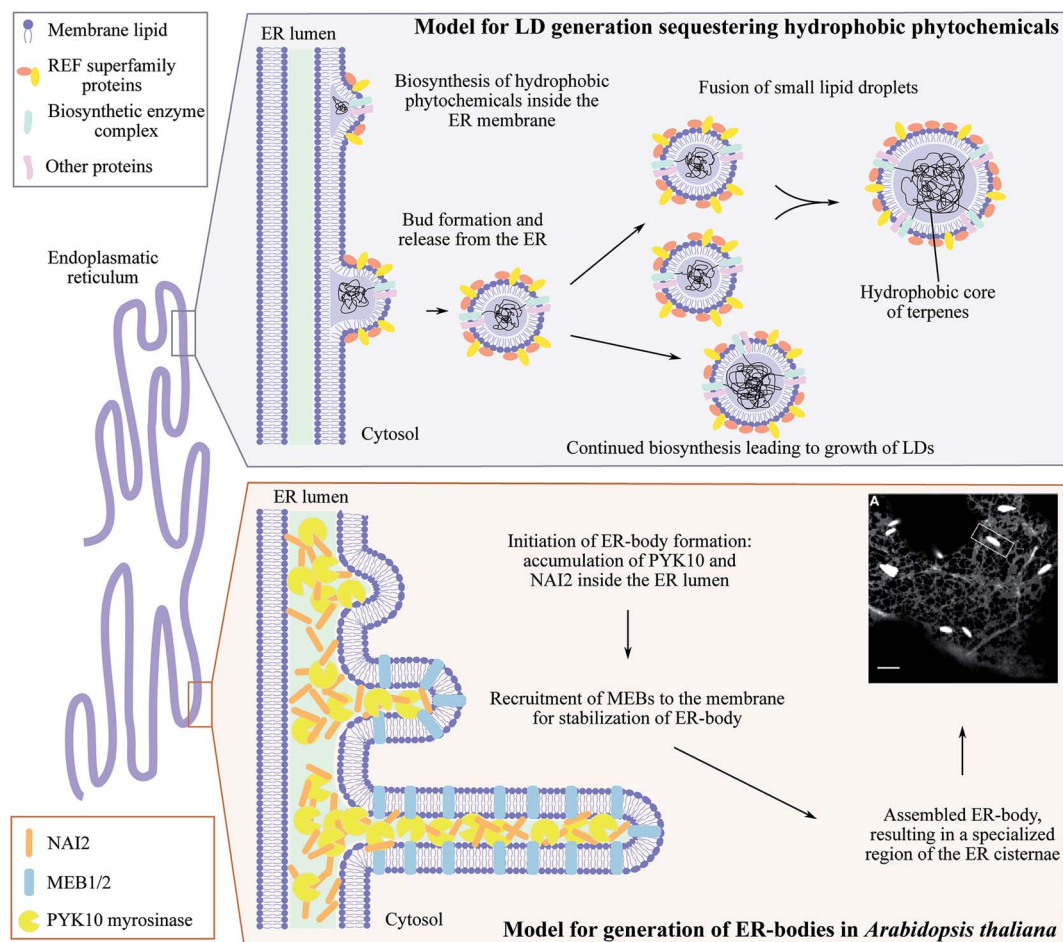 Membrane lipid
REF superfamily
proteins
Biosynthetic enzyme
complex
Other proteins
Endoplasmatic
reticulum
Model for LD generation sequestering hydrophobic phytochemicals
ER lumen
Biosynthesis of hydrophobic
phytochemicals inside the
ER membrane
Fusion of small lipid droplets
Bud formation and
release from the ER
Hydrophobic core
of terpenes
Cytosol
Continued biosynthesis leading to growth of LDs
ER lumen
A
Initiation of ER-body formation:
accumulation of PYK10 and
NAI2 inside the ER lumen
Recruitment of MEBs to the membrane
for stabilization of ER-body
Assembled ER-body,
resulting in a specialized
region of the ER cisternae
Cytosol
NAI2
MEB1/2
PYK10 myrosinase
Model for generation of ER-bodies in Arabidopsis thaliana